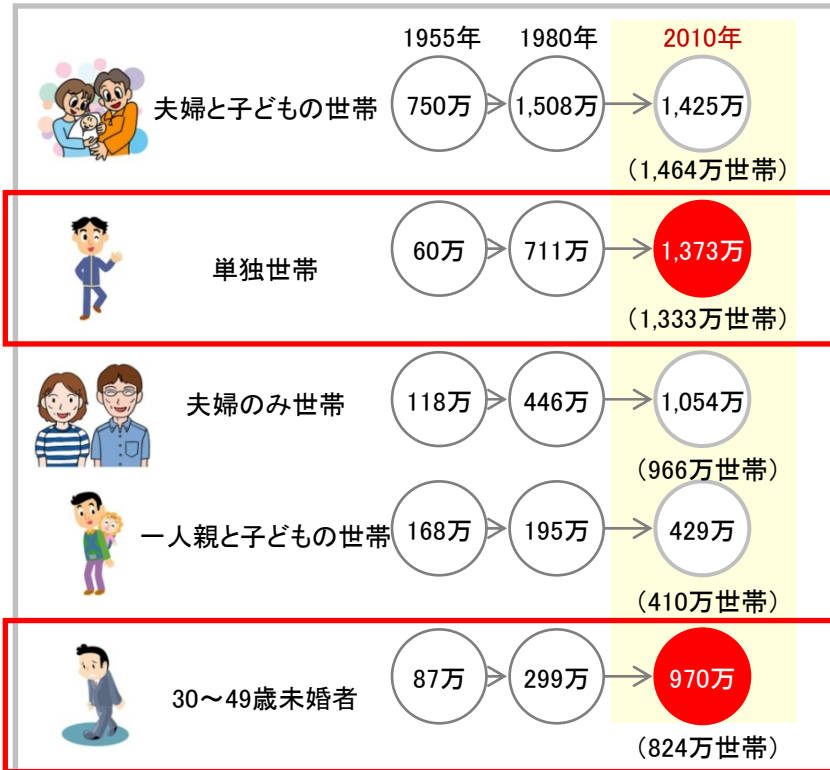 1955年 1980年 2010年
夫婦と子どもの世帯 750万 1,508万 1,425万
(1,464万世帯)
単独世帯 60万 711万 1,373万
(1,333万世帯)
夫婦のみ世帯 118万 446万 1,054万
(966万世帯)
一人親と子どもの世帯 168万 195万 429万
(410万世帯)
30～49歳未婚者 87万 299万 970万
(824万世帯)